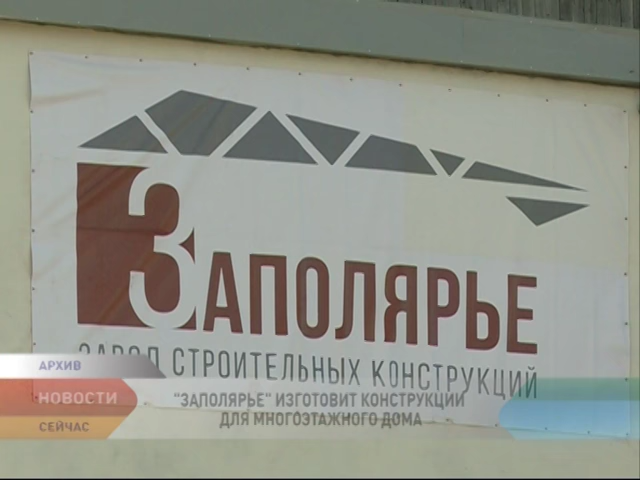 ЗАПОЛЯРЬЕ
ЗАВОД СТРОИТЕЛЬНЫХ КОНСТРУКЦИЙ
АРХИВ
НОВОСТИ
СЕЙЧАС
"ЗАПОЛЯРЬЕ" ИЗГОТОВИТ КОНСТРУКЦИИ
ДЛЯ МНОГОЭТАЖНОГО ДОМА